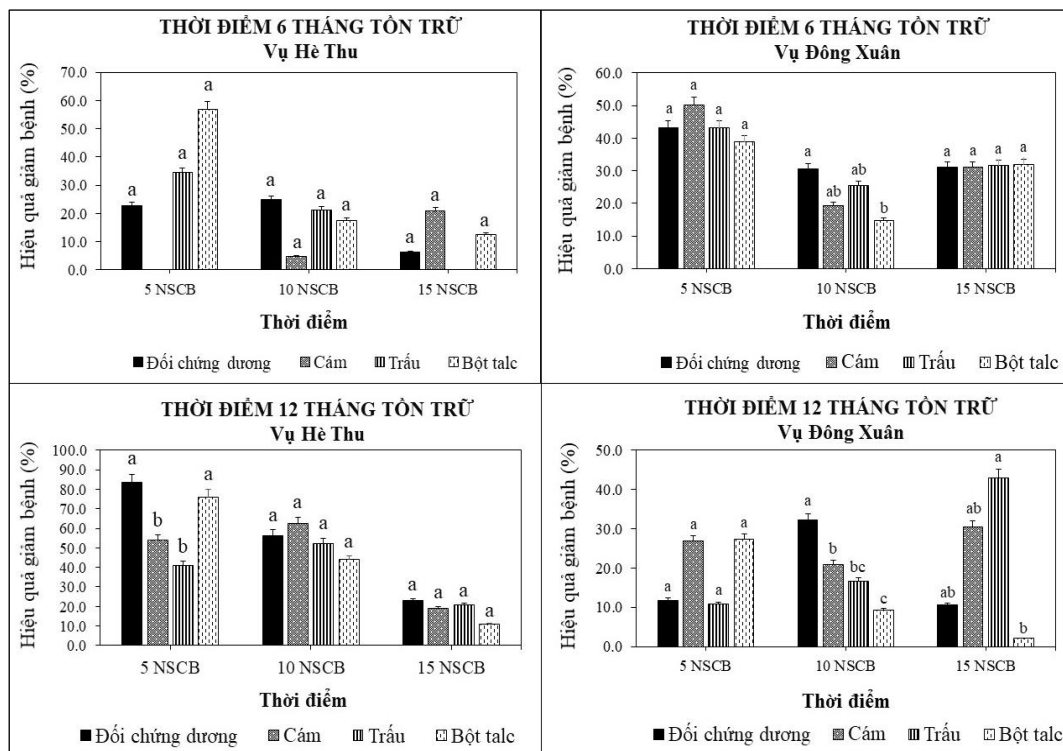 THỜI ĐIỂM 6 THÁNG TỒN TRỮ
Vụ Hè Thu
Hiệu quả giảm bệnh (%)
70.0
60.0
50.0
40.0
30.0
20.0
10.0
0.0
a
a
a
a
a
a
a
a
a
a
5 NSCB
10 NSCB
15 NSCB
Thời điểm
Đối chứng dương
Cám
Trấu
Bột talc
THỜI ĐIỂM 6 THÁNG TỒN TRỮ
Vụ Đông Xuân
Hiệu quả giảm bệnh (%)
60.0
50.0
40.0
30.0
20.0
10.0
0.0
a
a
a
a
a
ab
ab
b
a
a
a
a
5 NSCB
10 NSCB
15 NSCB
Thời điểm
Đối chứng dương
Cám
Trấu
Bột talc
THỜI ĐIỂM 12 THÁNG TỒN TRỮ
Vụ Hè Thu
Hiệu quả giảm bệnh (%)
100.0
90.0
80.0
70.0
60.0
50.0
40.0
30.0
20.0
10.0
0.0
a
b
b
a
a
a
a
a
a
a
a
a
5 NSCB
10 NSCB
15 NSCB
Thời điểm
Đối chứng dương
Cám
Trấu
Bột talc
THỜI ĐIỂM 12 THÁNG TỒN TRỮ
Vụ Đông Xuân
Hiệu quả giảm bệnh (%)
50.0
40.0
30.0
20.0
10.0
0.0
a
a
a
a
a
b
bc
c
ab
ab
a
b
5 NSCB
10 NSCB
15 NSCB
Thời điểm
Đối chứng dương
Cám
Trấu
Bột talc